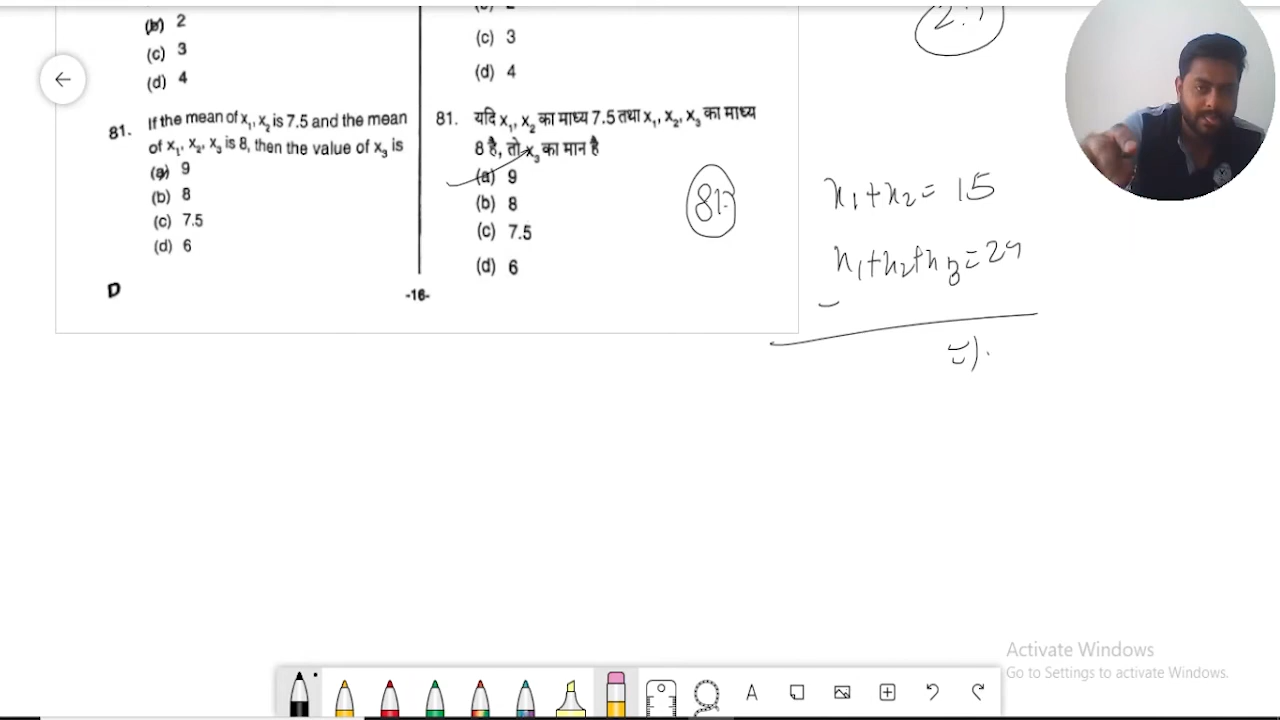 (b) 2
(c) 3
(d) 4
81. If the mean of x₁, x₂ is 7.5 and the mean
of x₁, x₂, x₃ is 8, then the value of x₃ is
(a) 9
(b) 8
(c) 7.5
(d) 6
D
(c) 3
(d) 4
81. यदि x₁, x₂ का माध्य 7.5 तथा x₁, x₂, x₃ का माध्य
8 है, तो x₃ का मान है
(a) 9
(b) 8
(c) 7.5
(d) 6
-16-
81.
x₁+x₂ = 15
x₁+x₂+x₃ = 24
Activate Windows
Go to Settings to activate Windows.